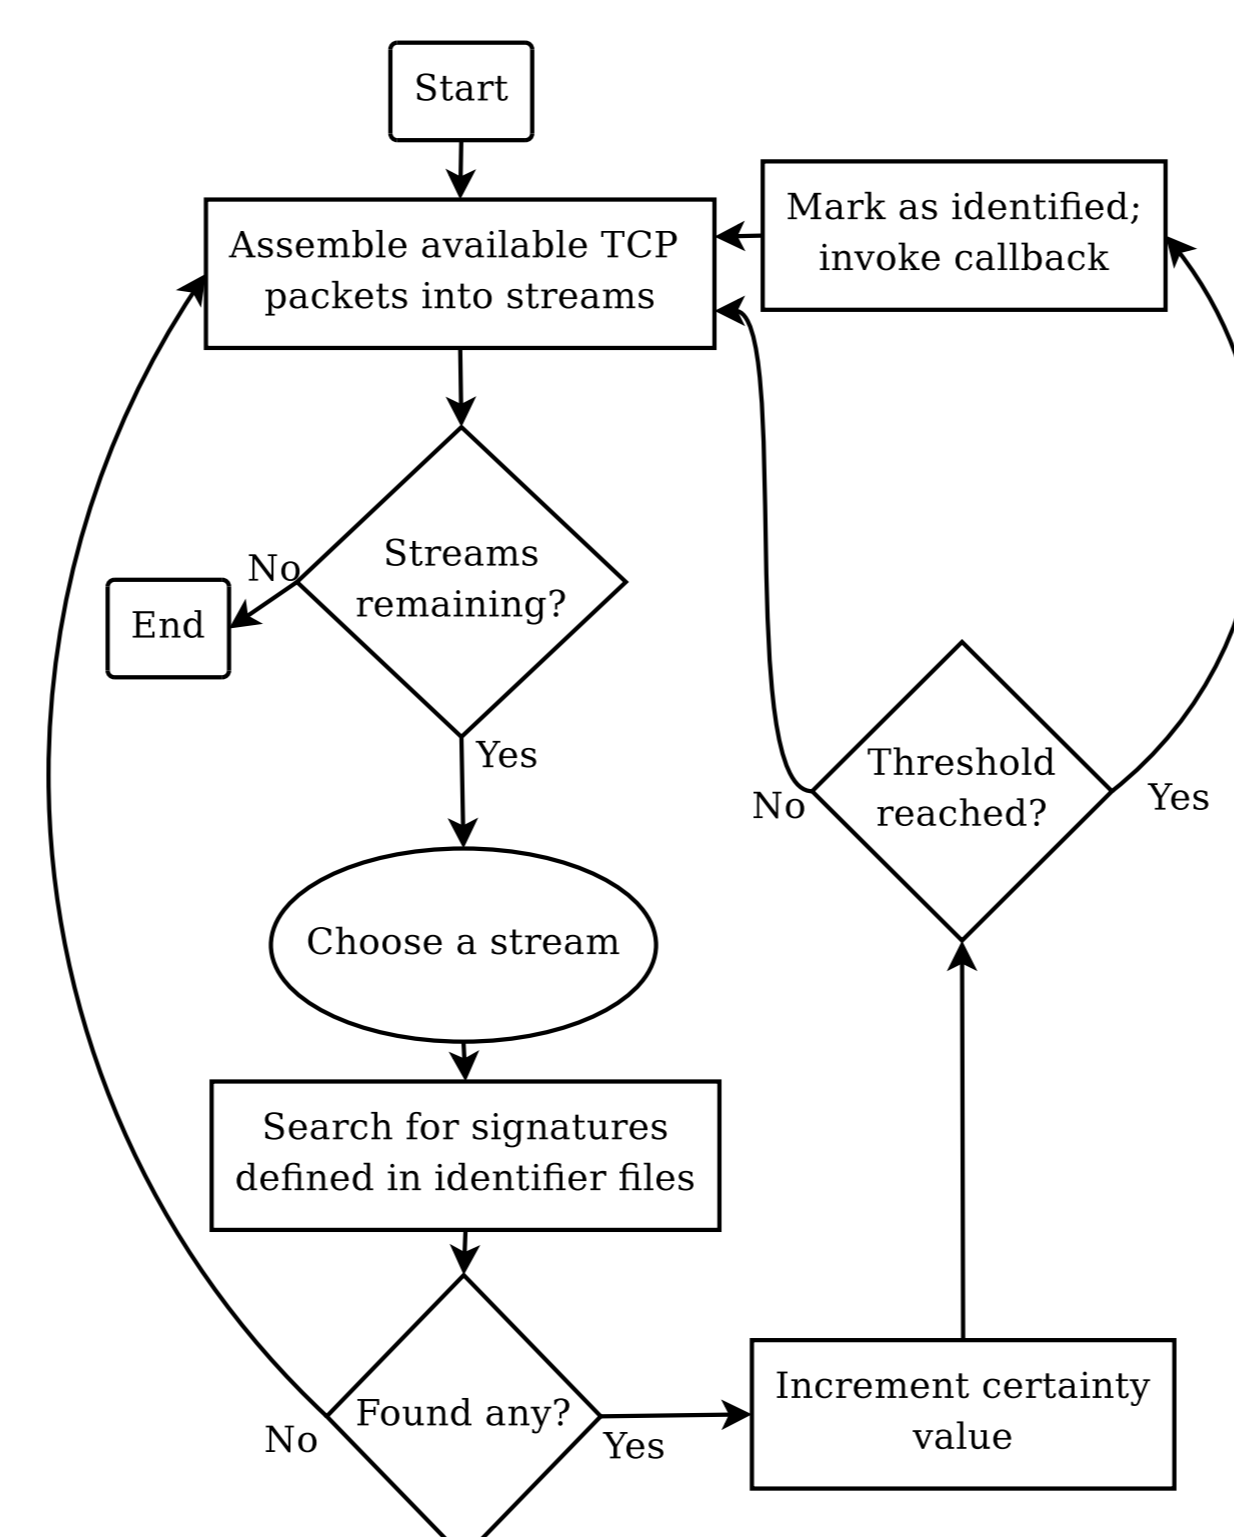 Start
Assemble available TCP
packets into streams
Mark as identified;
invoke callback
Streams
remaining?
No
End
Yes
Threshold
reached?
No
Yes
Choose a stream
Search for signatures
defined in identifier files
Found any?
No
Yes
Increment certainty
value